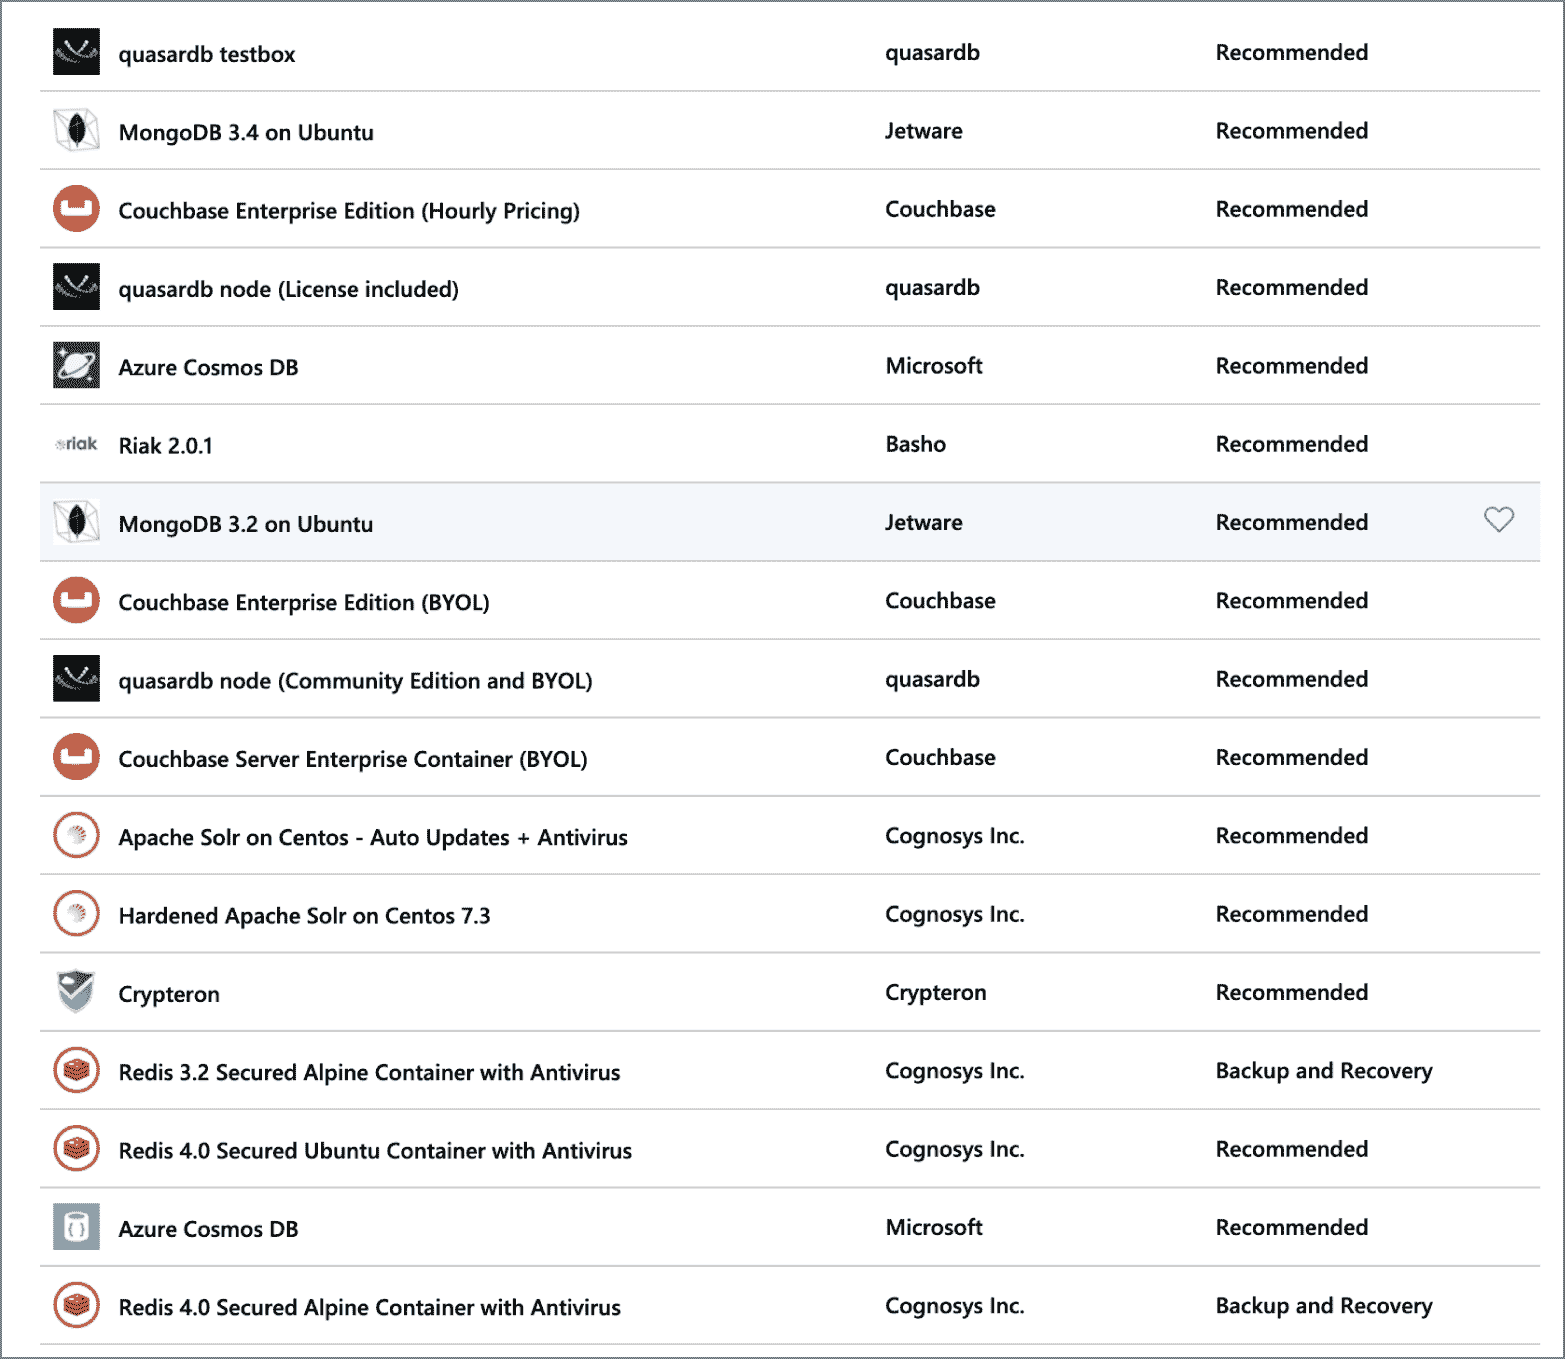 quasardb testbox quasardb Recommended
MongoDB 3.4 on Ubuntu Jetware Recommended
Couchbase Enterprise Edition (Hourly Pricing) Couchbase Recommended
quasardb node (License included) quasardb Recommended
Azure Cosmos DB Microsoft Recommended
riak Riak 2.0.1 Basho Recommended
MongoDB 3.2 on Ubuntu Jetware Recommended
Couchbase Enterprise Edition (BYOL) Couchbase Recommended
quasardb node (Community Edition and BYOL) quasardb Recommended
Couchbase Server Enterprise Container (BYOL) Couchbase Recommended
Apache Solr on Centos - Auto Updates + Antivirus Cognosys Inc. Recommended
Hardened Apache Solr on Centos 7.3 Cognosys Inc. Recommended
Crypteron Crypteron Recommended
Redis 3.2 Secured Alpine Container with Antivirus Cognosys Inc. Backup and Recovery
Redis 4.0 Secured Ubuntu Container with Antivirus Cognosys Inc. Recommended
Azure Cosmos DB Microsoft Recommended
Redis 4.0 Secured Alpine Container with Antivirus Cognosys Inc. Backup and Recovery